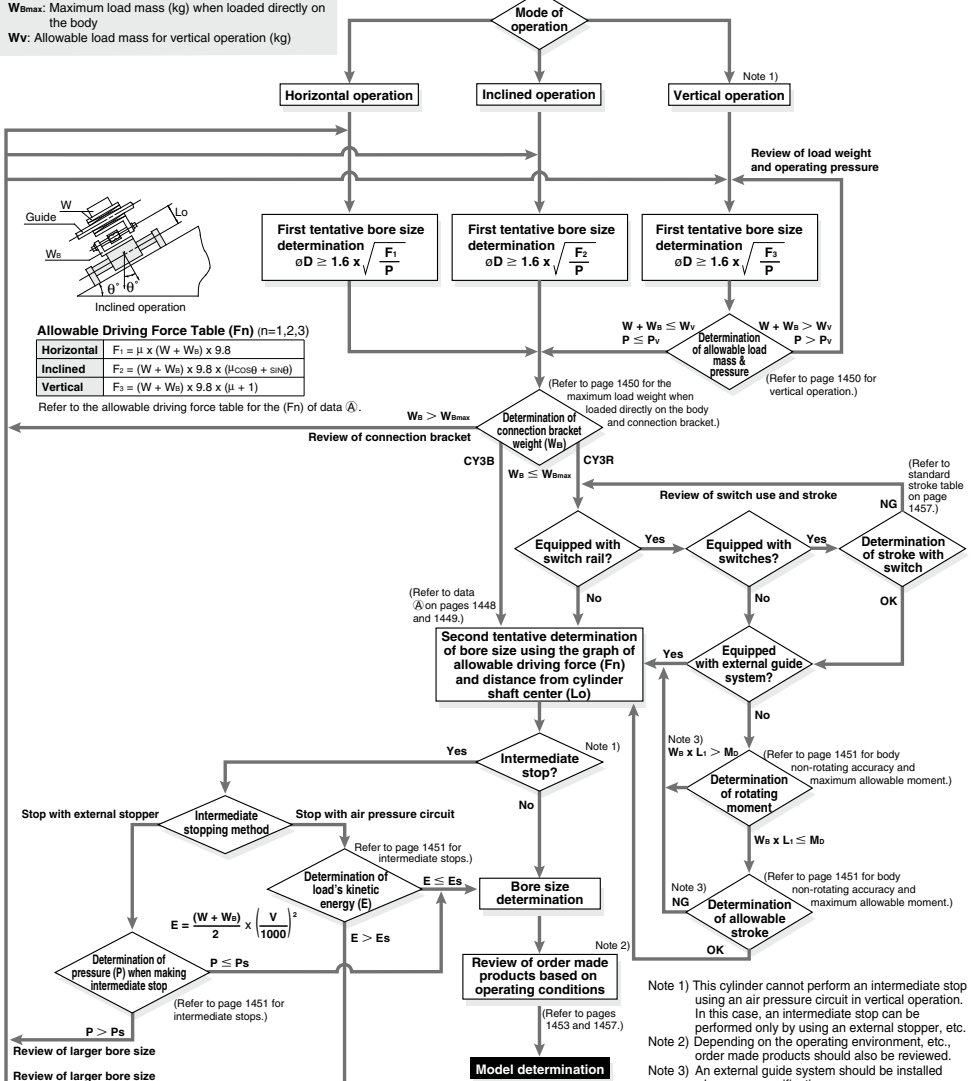 WBmax: Maximum load mass (kg) when loaded directly on
the body
Wv: Allowable load mass for vertical operation (kg)
Mode of
operation
Note 1)
Horizontal operation
Inclined operation
Vertical operation
Review of load weight
and operating pressure
W
Guide
WB
Lo
θ° θ°
Inclined operation
First tentative bore size
determination
øD ≥ 1.6 x √ F1
P
First tentative bore size
determination
øD ≥ 1.6 x √ F2
P
First tentative bore size
determination
øD ≥ 1.6 x √ F3
P
Allowable Driving Force Table (Fn) (n=1,2,3)
Horizontal F1 = μ x (W + WB) x 9.8
Inclined F2 = (W + WB) x 9.8 x (μCOSθ + SINθ)
Vertical F3 = (W + WB) x 9.8 x (μ + 1)
Refer to the allowable driving force table for the (Fn) of data Ⓐ.
W + WB ≤ WV
P ≤ PV
W + WB > WV
P > PV
Determination
of allowable load
mass &
pressure
(Refer to page 1450 for
vertical operation.)
(Refer to page 1450 for the
maximum load weight when
loaded directly on the body
and connection bracket.)
WB > WBmax
Review of connection bracket
Determination of
connection bracket
weight (WB)
CY3B
CY3R
WB ≤ WBmax
Review of switch use and stroke
NG
(Refer to
standard
stroke table
on page
1457.)
Equipped with
switch rail?
Yes
Equipped with
switches?
Yes
Determination
of stroke with
switch
No
No
OK
(Refer to data
Ⓐ on pages 1448
and 1449.)
Second tentative determination
of bore size using the graph of
allowable driving force (Fn)
and distance from cylinder
shaft center (Lo)
Yes
Equipped
with external guide
system?
No
Note 3)
WB x L1 > MD
(Refer to page 1451 for body
non-rotating accuracy and
maximum allowable moment.)
Determination
of rotating
moment
WB x L1 ≤ MD
Note 3)
NG
(Refer to page 1451 for body
non-rotating accuracy and
maximum allowable moment.)
Determination
of allowable
stroke
OK
Yes
Intermediate
stop?
Note 1)
No
Stop with external stopper
Intermediate
stopping method
Stop with air pressure circuit
Refer to page 1451 for
intermediate stops.)
Determination of
load's kinetic
energy (E)
E ≤ Es
E > Es
E = (W + WB)
2
x ( V
1000 ) 2
Determination of
pressure (P) when making
intermediate stop
P ≤ Ps
(Refer to page 1451 for
intermediate stops.)
P > Ps
Review of larger bore size
Review of larger bore size
Bore size
determination
Note 2)
Review of order made
products based on
operating conditions
(Refer to pages
1453 and 1457.)
Model determination
Note 1) This cylinder cannot perform an intermediate stop
using an air pressure circuit in vertical operation.
In this case, an intermediate stop can be
performed only by using an external stopper, etc.
Note 2) Depending on the operating environment, etc.,
order made products should also be reviewed.
Note 3) An external guide system should be installed